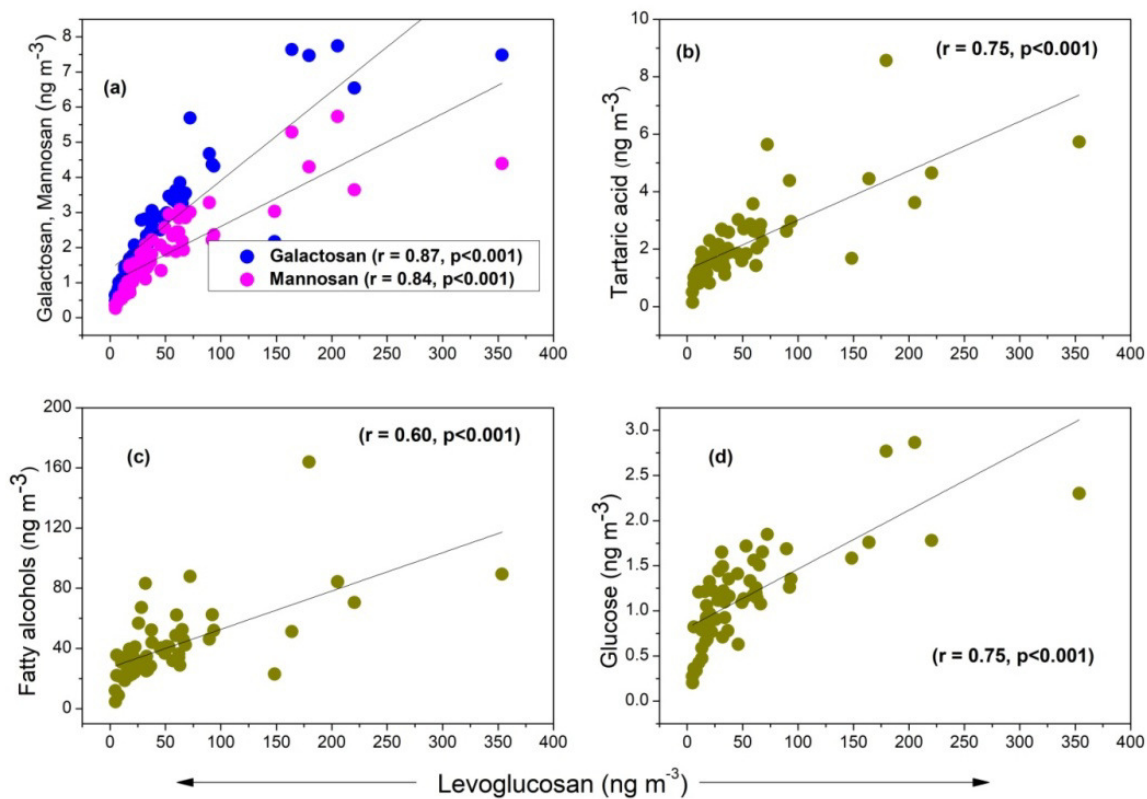 (a)
Galactosan, Mannosan (ng m-3)
8
7
6
5
4
3
2
1
0
Galactosan (r = 0.87, p<0.001)
Mannosan (r = 0.84, p<0.001)
0 50 100 150 200 250 300 350 400
(b)
(r = 0.75, p<0.001)
Tartaric acid (ng m-3)
10
8
6
4
2
0
0 50 100 150 200 250 300 350 400
(c)
(r = 0.60, p<0.001)
Fatty alcohols (ng m-3)
200
160
120
80
40
0
0 50 100 150 200 250 300 350 400
(d)
(r = 0.75, p<0.001)
Glucose (ng m-3)
3.0
2.5
2.0
1.5
1.0
0.5
0.0
0 50 100 150 200 250 300 350 400
Levoglucosan (ng m-3)